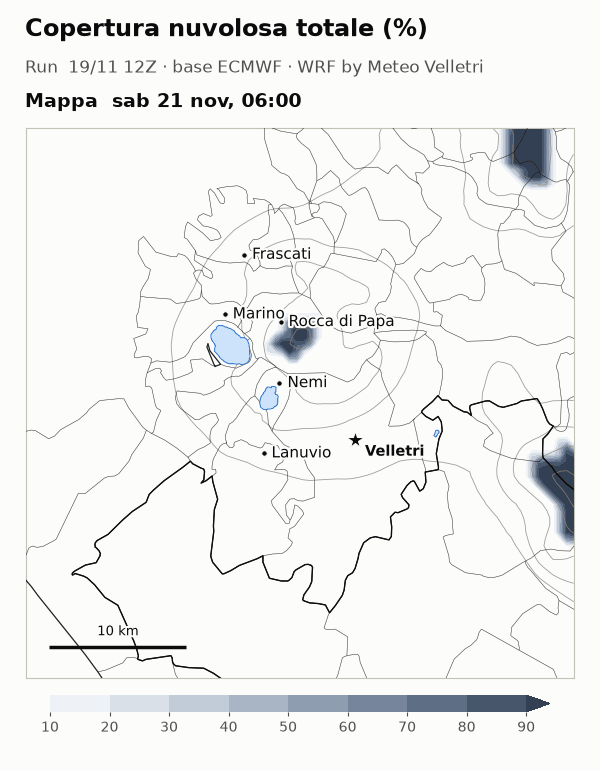 Copertura nuvolosa totale (%)
Run 19/11 12Z · base ECMWF · WRF by Meteo Velletri
Mappa sab 21 nov, 06:00
Frascati
Marino
Rocca di Papa
Nemi
Velletri
Lanuvio
10 km
10 20 30 40 50 60 70 80 90